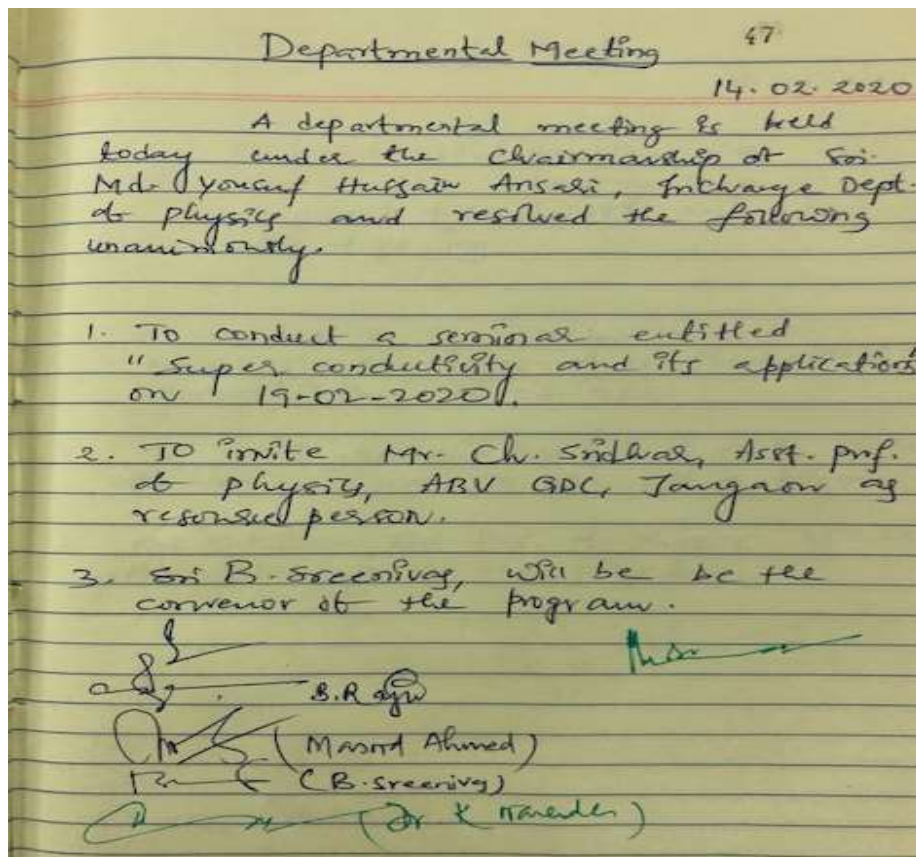 47
Departmental Meeting
14.02.2020
A departmental meeting is held
today under the Chairmanship of Sri.
Md. Yousuf Hussain Ansari, Incharge Dept.
of physics and resolved the following
unanimously.
1. To conduct a seminar entitled
"Super conductivity and its applications
on 19-02-2020.
2. To invite Mr. Ch. Sridhar, Asst. prof.
of physics, ABV GDC, Jangaon as
person.
3. Sri B. Sreenivas, will be be the
convenor of the program.
B. Raju
(Masood Ahmed)
(B. Sreenivas)
(Dr K Narender)